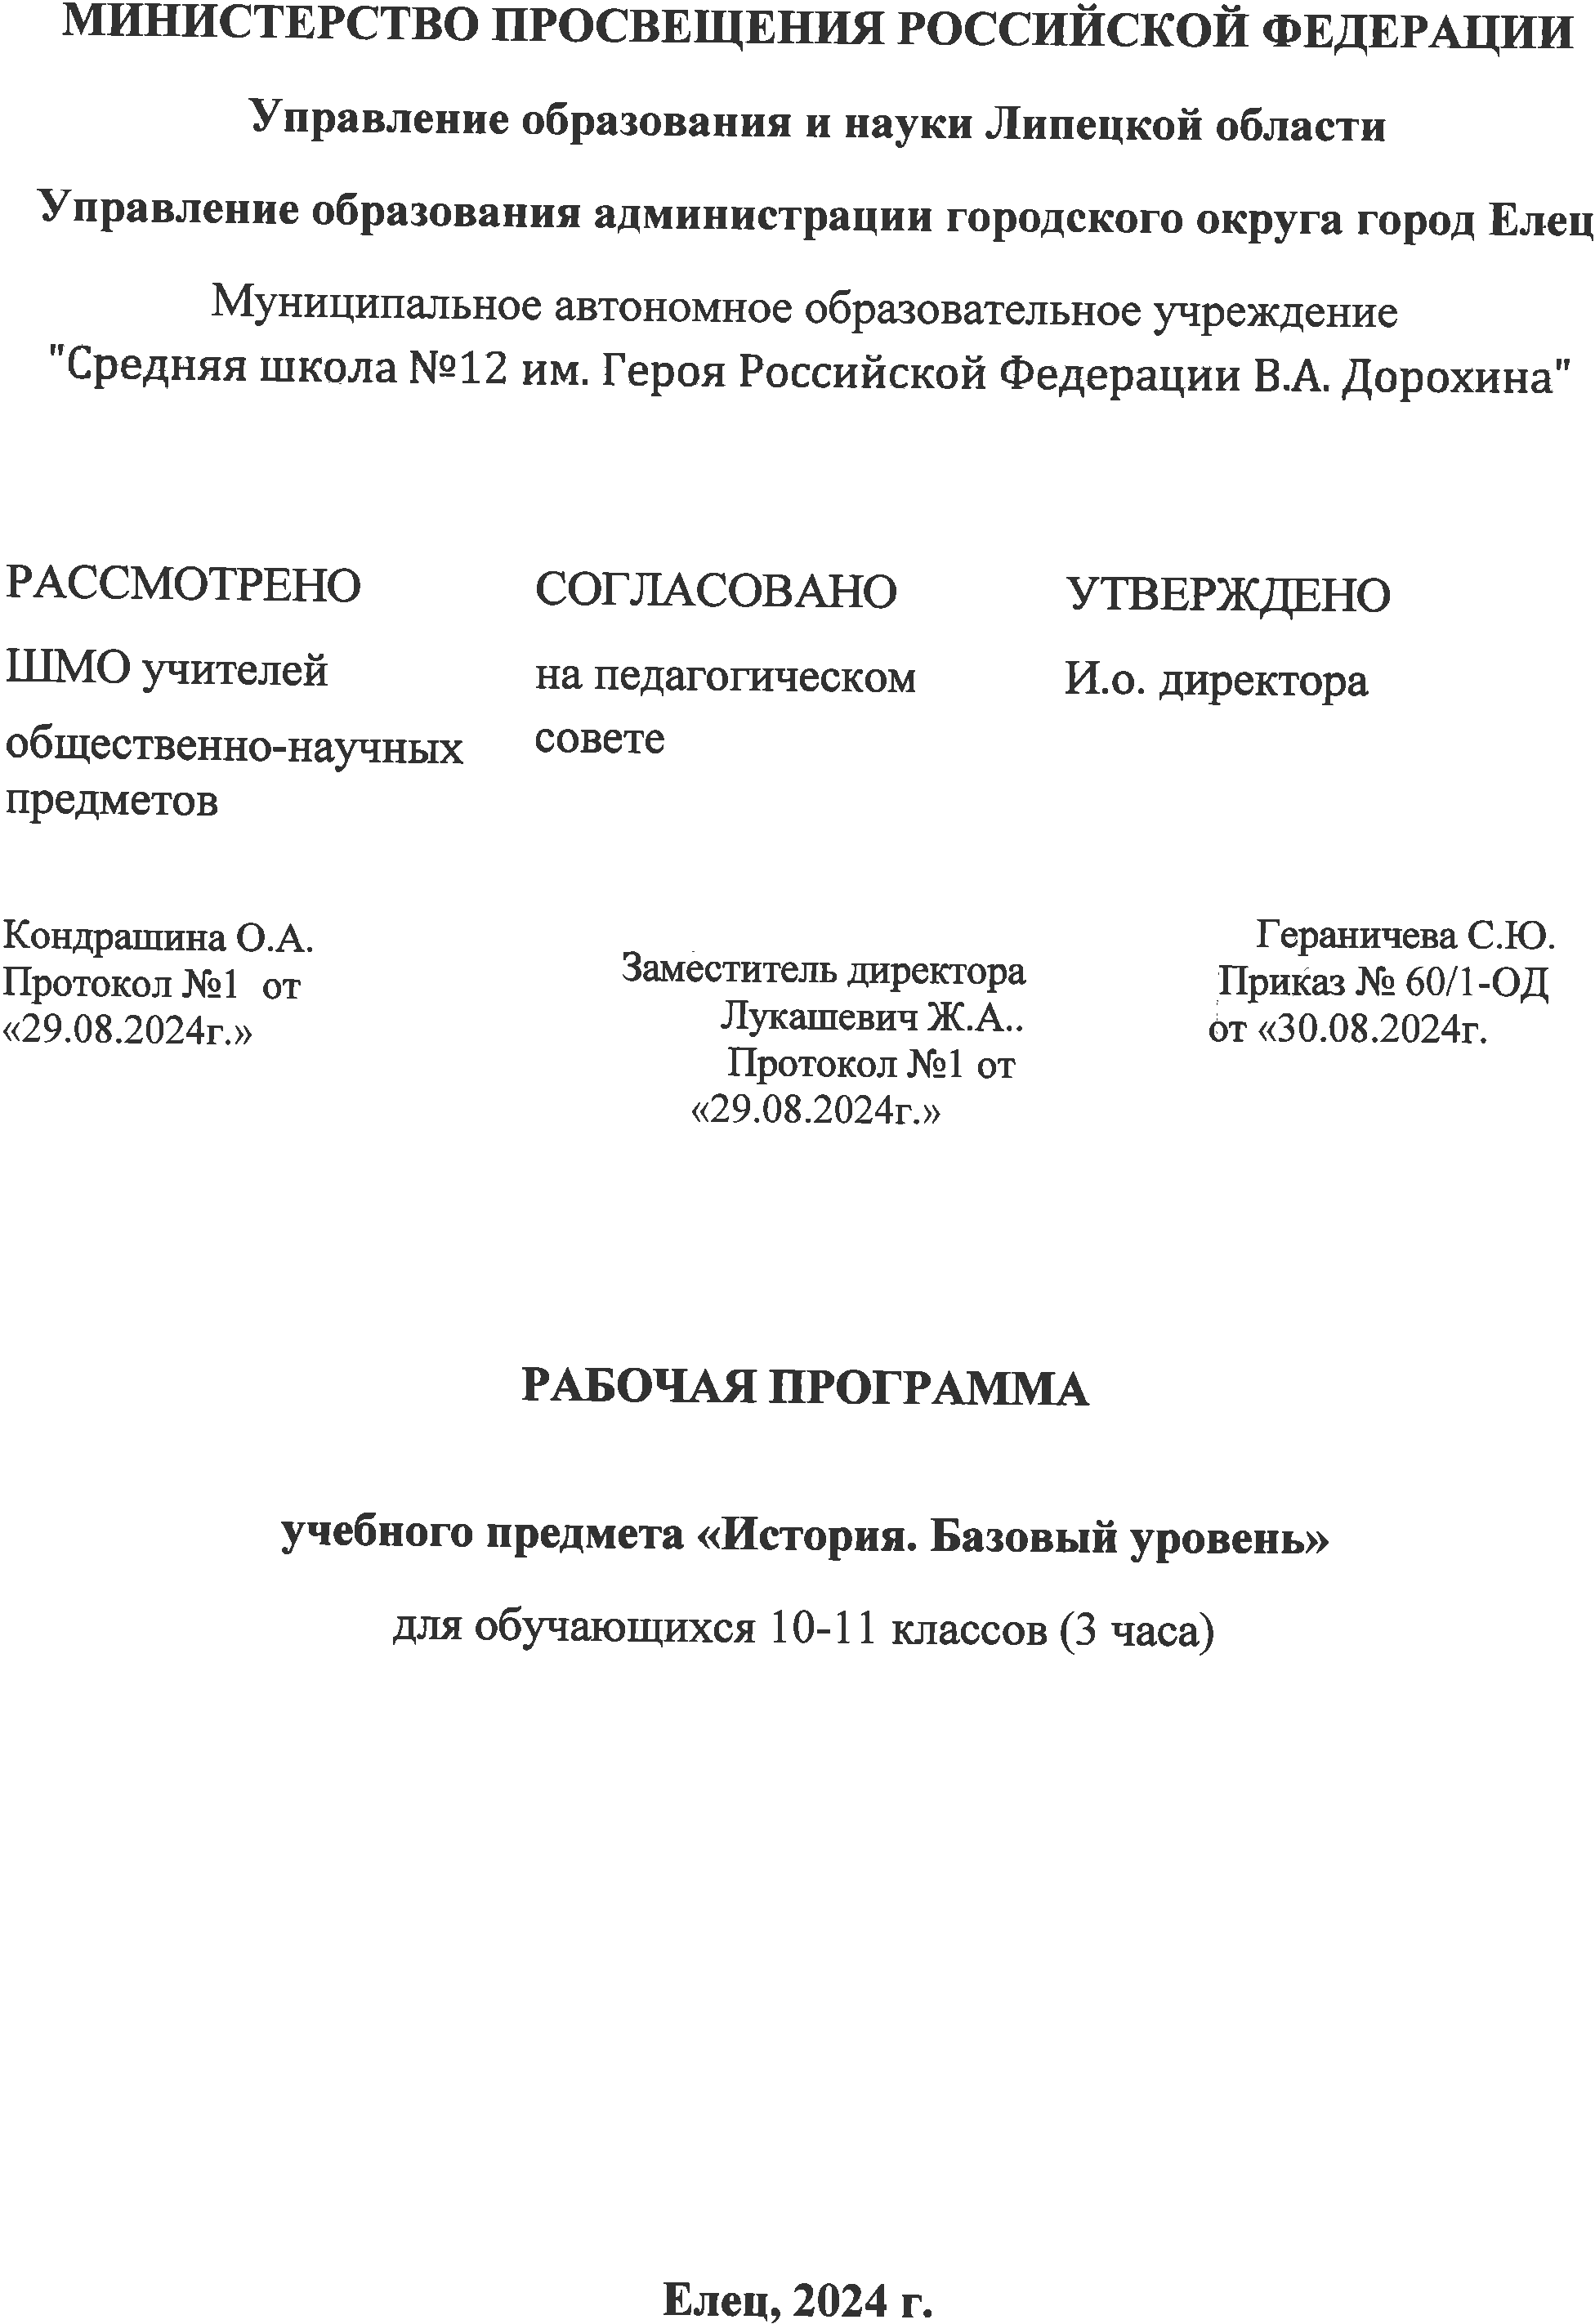 МИНИСТЕРСТВО ПРОСВЕЩЕНИЯ РОССИЙСКОЙ ФЕДЕРАЦИИ
Управление образования и науки Липецкой области
Управление образования администрации городского округа город Елец
Муниципальное автономное образовательное учреждение
"Средняя школа №12 им. Героя Российской Федерации В.А. Дорохина"
РАССМОТРЕНО
ШМО учителей
общественно-научных
предметов
Кондрашина О.А.
Протокол №1 от
«29.08.2024г.»
СОГЛАСОВАНО
на педагогическом
совете
Заместитель директора
Лукашевич Ж.А..
Протокол №1 от
«29.08.2024г.»
УТВЕРЖДЕНО
И.о. директора
Гераничева С.Ю.
Приказ № 60/1-ОД
от «30.08.2024г.
РАБОЧАЯ ПРОГРАММА
учебного предмета «История. Базовый уровень»
для обучающихся 10-11 классов (3 часа)
Елец, 2024 г.